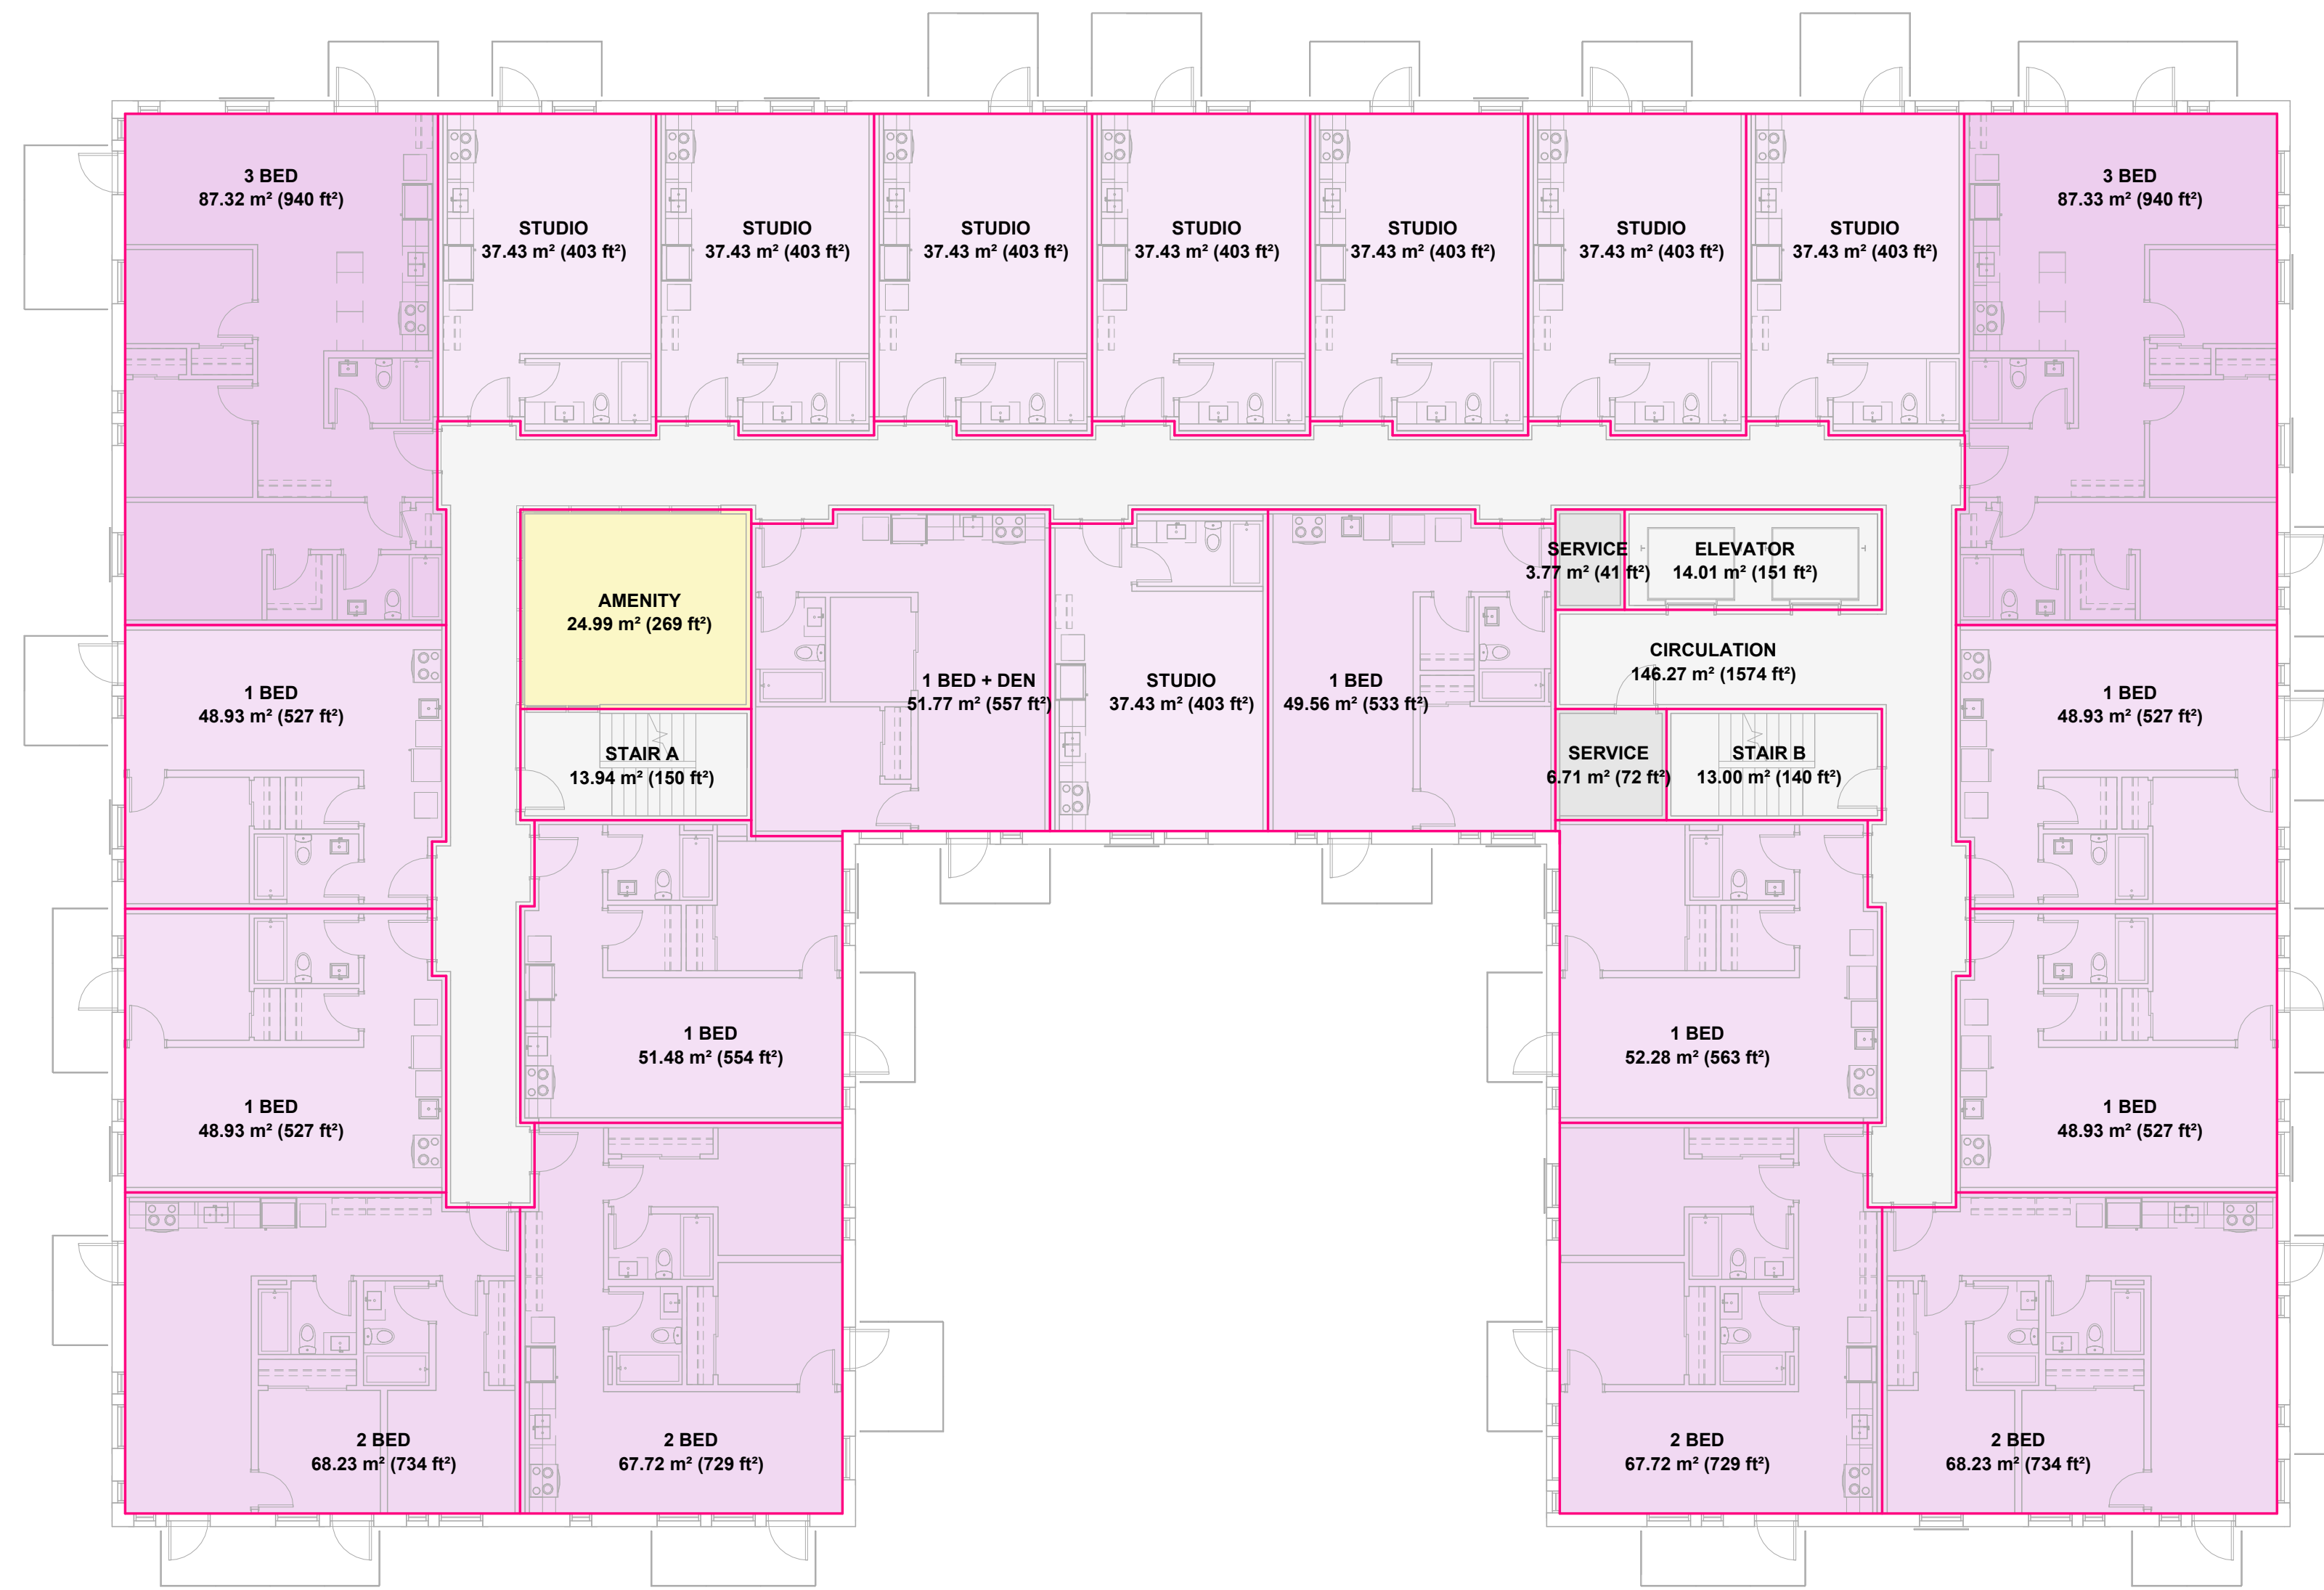 3 BED
87.32 m² (940 ft²)
STUDIO
37.43 m² (403 ft²)
STUDIO
37.43 m² (403 ft²)
STUDIO
37.43 m² (403 ft²)
STUDIO
37.43 m² (403 ft²)
STUDIO
37.43 m² (403 ft²)
STUDIO
37.43 m² (403 ft²)
STUDIO
37.43 m² (403 ft²)
3 BED
87.33 m² (940 ft²)
AMENITY
24.99 m² (269 ft²)
SERVICE
3.77 m² (41 ft²)
ELEVATOR
14.01 m² (151 ft²)
CIRCULATION
146.27 m² (1574 ft²)
1 BED
48.93 m² (527 ft²)
1 BED + DEN
51.77 m² (557 ft²)
STUDIO
37.43 m² (403 ft²)
1 BED
49.56 m² (533 ft²)
1 BED
48.93 m² (527 ft²)
STAIR A
13.94 m² (150 ft²)
SERVICE
6.71 m² (72 ft²)
STAIR B
13.00 m² (140 ft²)
1 BED
48.93 m² (527 ft²)
1 BED
51.48 m² (554 ft²)
1 BED
52.28 m² (563 ft²)
1 BED
48.93 m² (527 ft²)
2 BED
68.23 m² (734 ft²)
2 BED
67.72 m² (729 ft²)
2 BED
67.72 m² (729 ft²)
2 BED
68.23 m² (734 ft²)